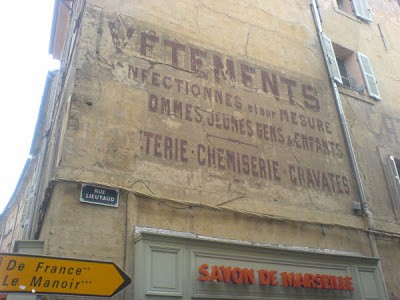 VÊTEMENTS
ONFECTIONNES et sur MESURE
OMMES, JEUNES GENS & ENFANTS
TERIE · CHEMISERIE · CRAVATES
RUE
LIEUTAUD
De France**
Le Manoir***
SAVON DE MARSEILLE